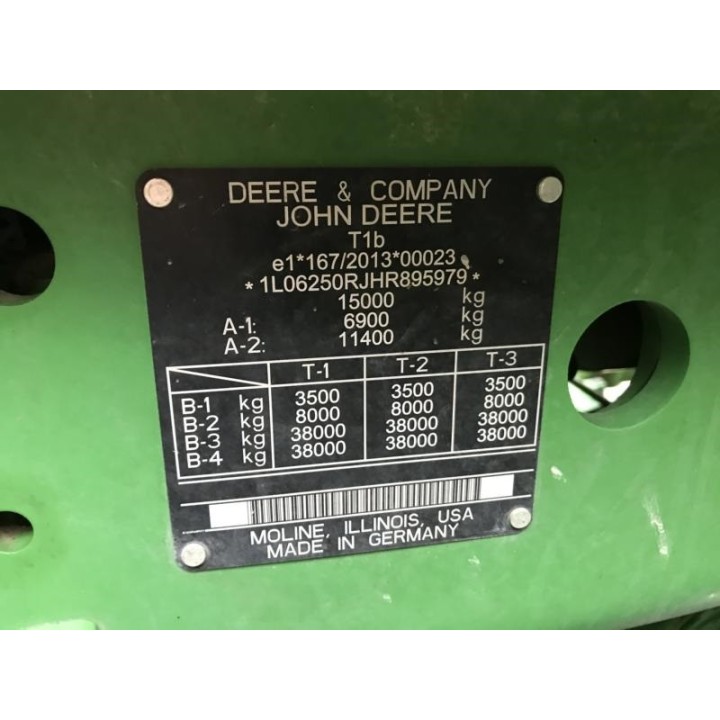 DEERE & COMPANY
JOHN DEERE
T1b
e1*167/2013*00023
*1L06250RJHR895979*
15000 kg
A-1: 6900 kg
A-2: 11400 kg
T-1 T-2 T-3
B-1 kg 3500 3500 3500
B-2 kg 8000 8000 8000
B-3 kg 38000 38000 38000
B-4 kg 38000 38000 38000
MOLINE, ILLINOIS, USA
MADE IN GERMANY